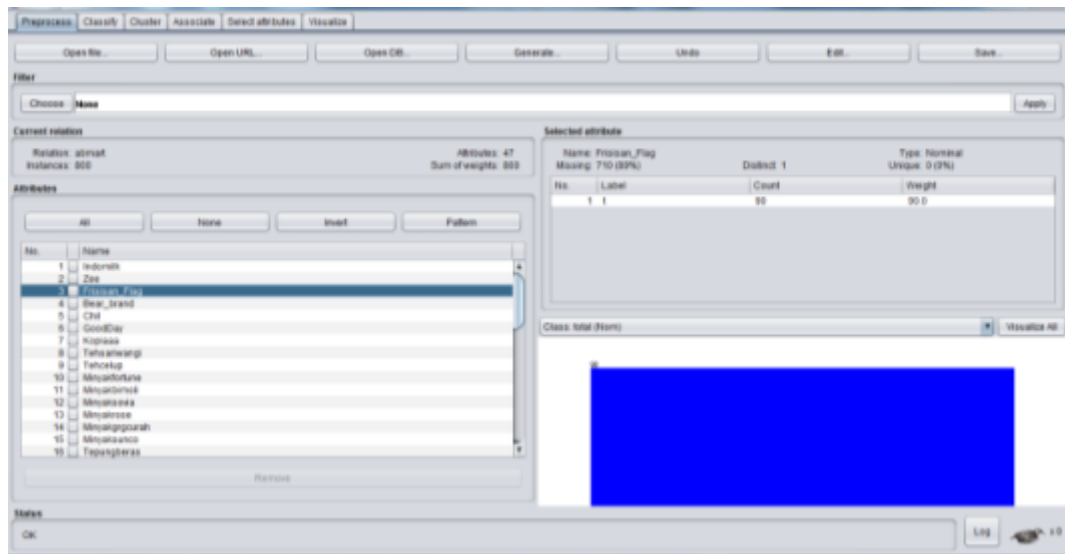 Preprocess Classify Cluster Associate Select attributes Visualize
Open file... Open URL... Open DB... Generate... Undo Edit... Save...
Filter
Choose None Apply
Current relation
Relation: abmart Attributes: 47
Instances: 800 Sum of weights: 800
Attributes
All None Invert Pattern
No. Name
1 Indomilk
2 Zee
3 Frisisan_Flag
4 Bear_brand
5 Chil
6 GoodDay
7 Kopiaaa
8 Tehsariwangi
9 Tehcelup
10 Minyakfortune
11 Minyakbimoli
12 Minyaksovia
13 Minyakrose
14
15 Minyaksunco
16 Tepungberas
Remove
Selected attribute
Name: Frisisan_Flag Type: Nominal
Missing: 710 (89%) Distinct: 1 Unique: 0 (0%)
No. Label Count Weight
1 1 90 90.0
Class: total (Nom) Visualize All
90
Status
OK Log x 0